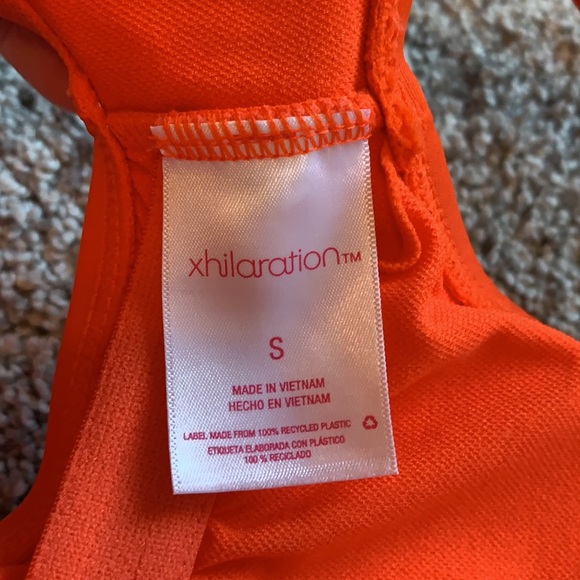 xhilaration™
S
MADE IN VIETNAM
HECHO EN VIETNAM
LABEL MADE FROM 100% RECYCLED PLASTIC
ETIQUETA ELABORADA CON PLÁSTICO
100 % RECICLADO